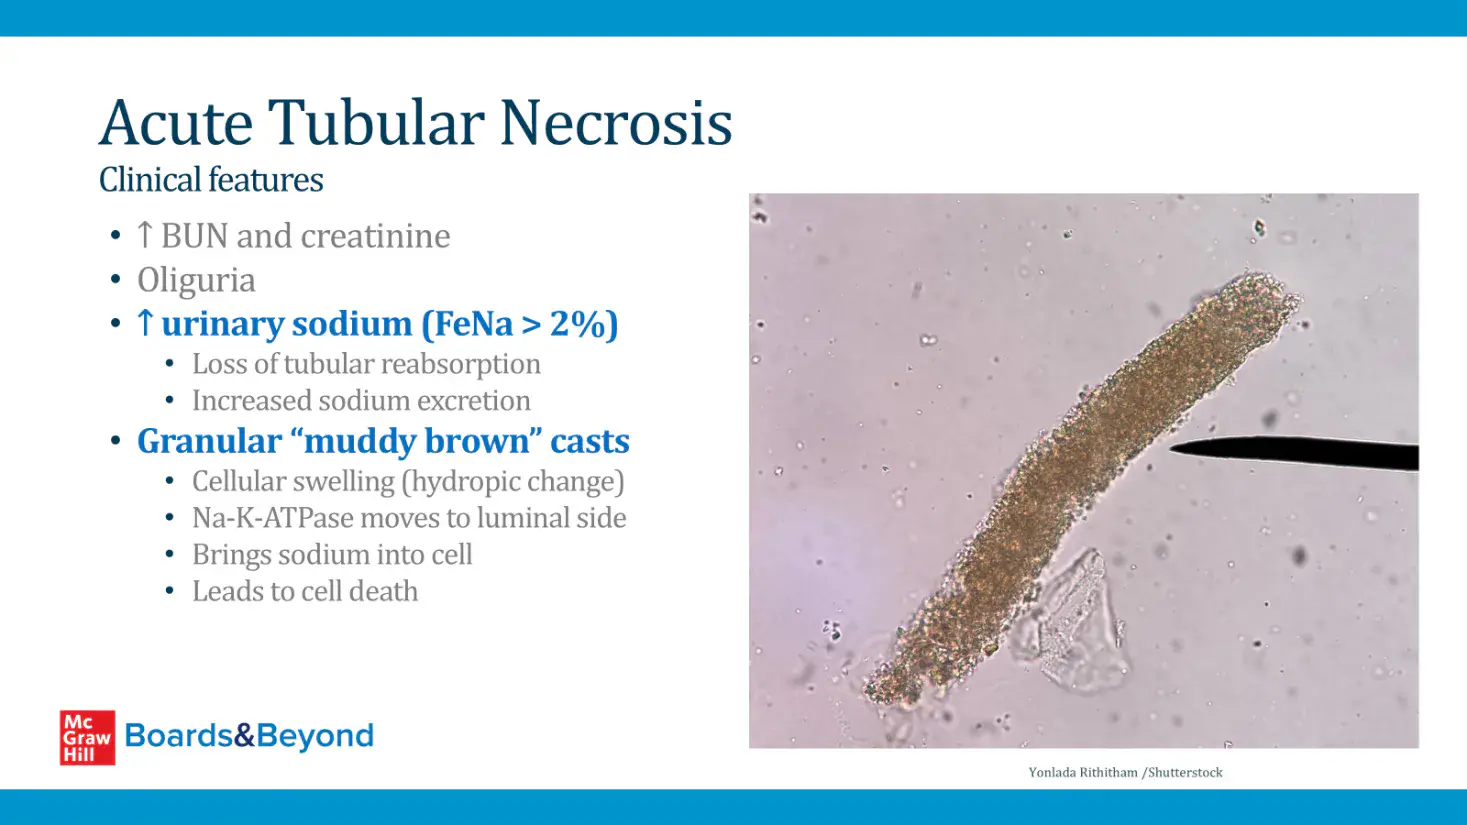 Acute Tubular Necrosis
Clinical features
• ↑ BUN and creatinine
• Oliguria
• ↑ urinary sodium (FeNa > 2%)
• Loss of tubular reabsorption
• Increased sodium excretion
• Granular “muddy brown” casts
• Cellular swelling (hydropic change)
• Na-K-ATPase moves to luminal side
• Brings sodium into cell
• Leads to cell death
Mc
Graw
Hill
Boards&Beyond
Yonlada Rithitham /Shutterstock